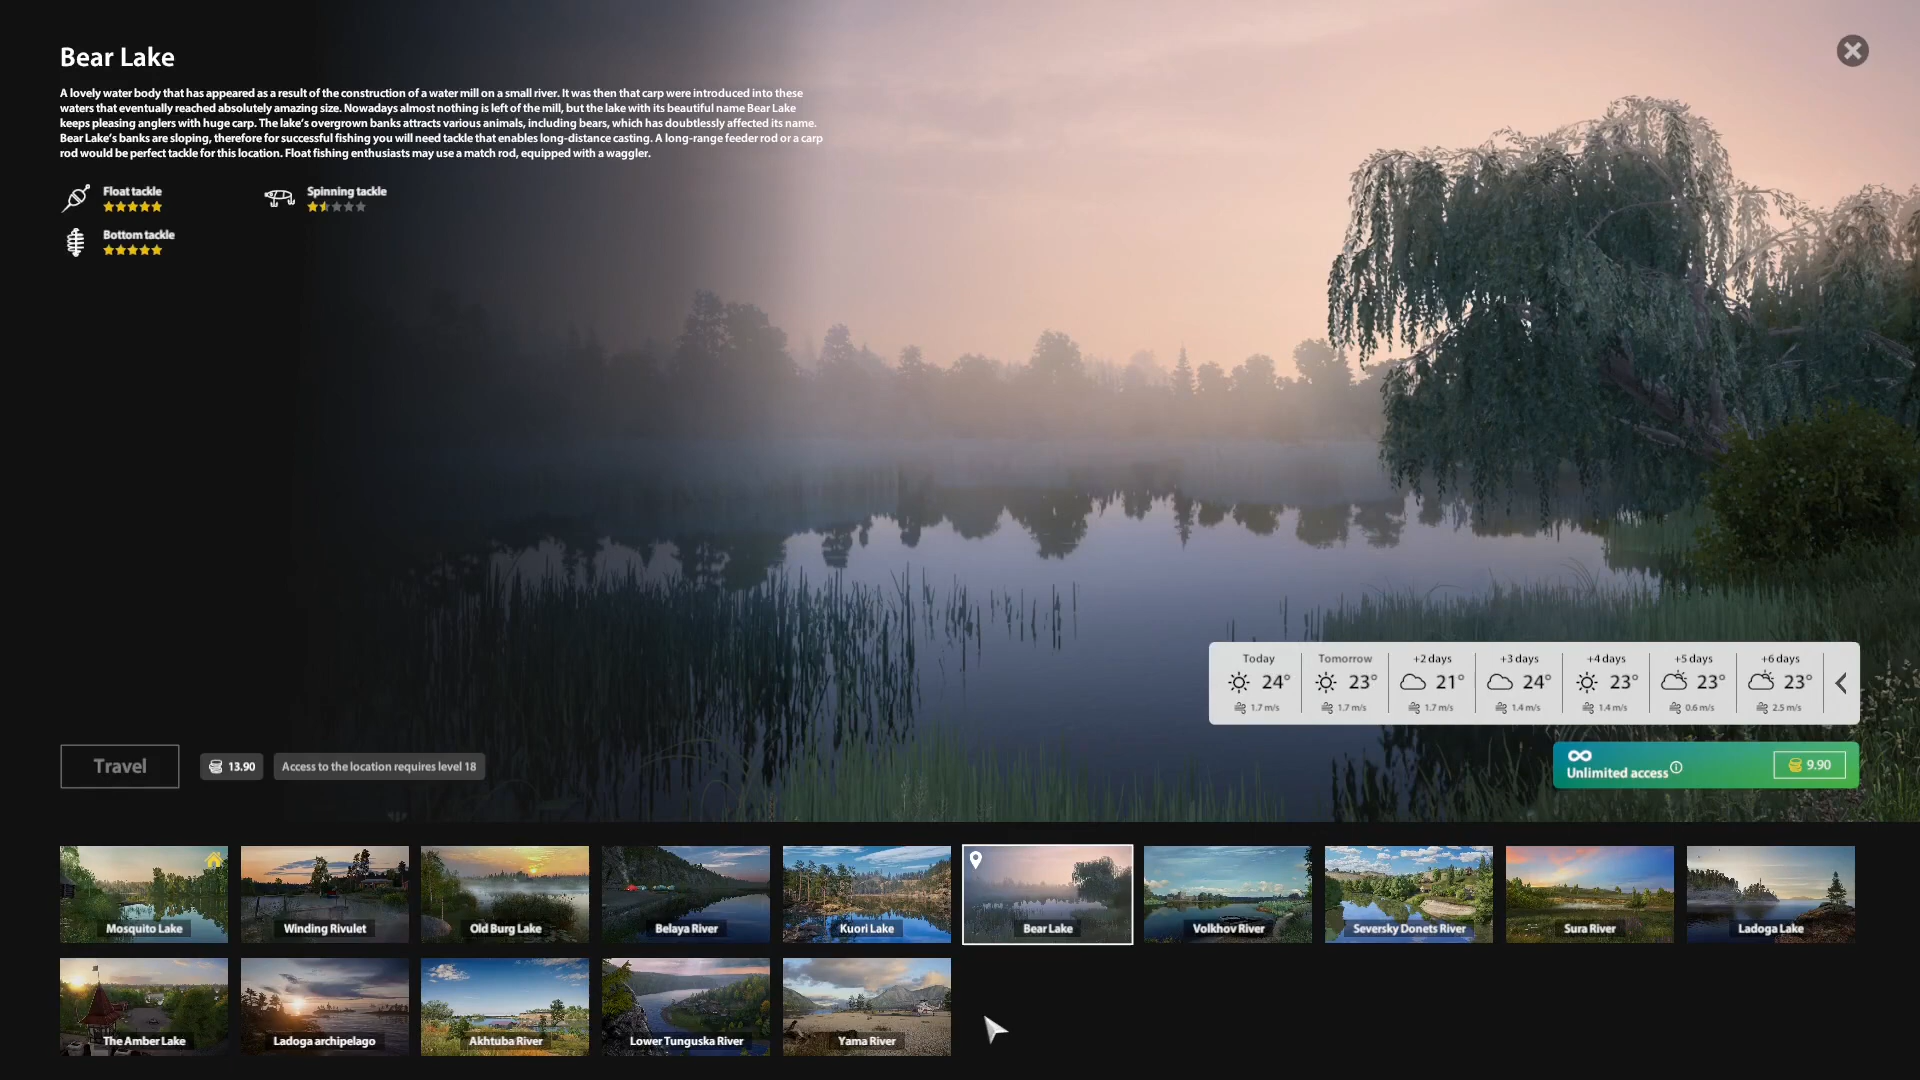 Bear Lake
A lovely water body that has appeared as a result of the construction of a water mill on a small river. It was then that carp were introduced into these
waters that eventually reached absolutely amazing size. Nowadays almost nothing is left of the mill, but the lake with its beautiful name Bear Lake
keeps pleasing anglers with huge carp. The lake's overgrown banks attracts various animals, including bears, which has doubtlessly affected its name.
Bear Lake's banks are sloping, therefore for successful fishing you will need tackle that enables long-distance casting. A long-range feeder rod or a carp
rod would be perfect tackle for this location. Float fishing enthusiasts may use a match rod, equipped with a waggler.
Float tackle
Spinning tackle
Bottom tackle
Today Tomorrow +2 days +3 days +4 days +5 days +6 days
24° 23° 21° 24° 23° 23° 23°
1.7 m/s 1.7 m/s 1.7 m/s 1.4 m/s 1.4 m/s 0.6 m/s 2.5 m/s
Travel 13.90 Access to the location requires level 18
Unlimited access 9.90
Mosquito Lake Winding Rivulet Old Burg Lake Belaya River Kuori Lake Bear Lake Volkhov River Seversky Donets River Sura River Ladoga Lake
The Amber Lake Ladoga archipelago Akhtuba River Lower Tunguska River Yama River